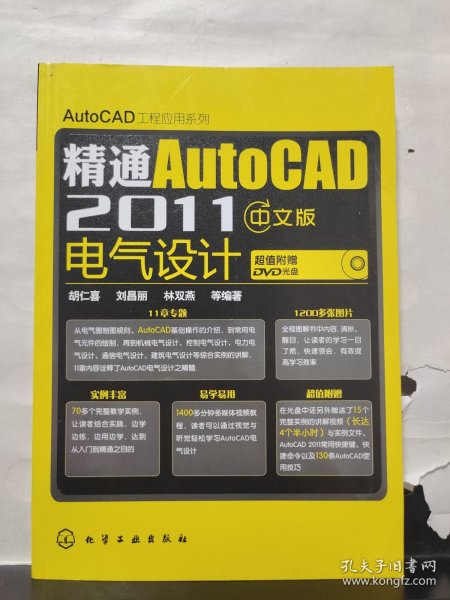 AutoCAD工程应用系列
精通AutoCAD
2011中文版
电气设计
超值附赠
DVD光盘
胡仁喜 刘昌丽 林双燕 等编著
11章专题
从电气图制图规则、AutoCAD基础操作的介绍，到常用电
气元件的绘制，再到机械电气设计、控制电气设计、电力电
气设计、通信电气设计、建筑电气设计等综合实例的讲解，
11章内容诠释了AutoCAD电气设计之精髓
1200多张图片
全程图解书中内容，清晰、
醒目，让读者的学习一目
了然，快速领会，有效提
高学习效率
实例丰富
70多个完整教学实例，
让读者结合实践，边学
边练，边用边学，达到
从入门到精通之目的
易学易用
1400多分钟多媒体视频教
程，读者可以通过视觉与
听觉轻松学习AutoCAD电
气设计
超值附赠
在光盘中还另外赠送了15个
完整实例的讲解视频（长达
4个半小时）与实例文件、
AutoCAD 2011常用快捷键、快
捷命令以及130条AutoCAD使
用技巧
化学工业出版社
孔夫子旧书网
www.kongfz.com